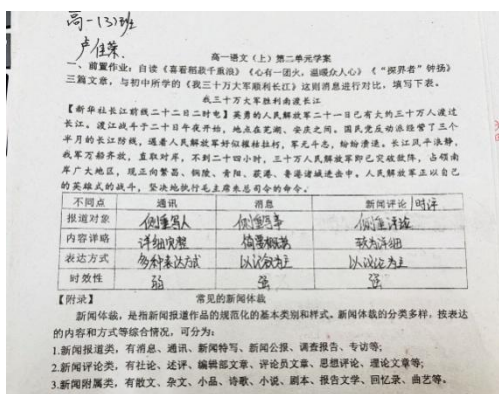 高一(3)班
卢佳荣
高一语文(上)第二单元学案
一、前置作业:自读《喜看稻菽千重浪》《心有一团火,温暖众人心》《“探界者”钟扬》
三篇文章,与初中所学的《我三十万大军顺利长江》这则消息进行对比,填写下表。
我三十万大军胜利南渡长江
【新华社长江前线二十二日二时电】英勇的人民解放军二十一日已有大约三十万人渡过
长江。渡江战斗于二十日午夜开始,地点在芜湖、安庆之间。国民党反动派经营了三个
半月的长江防线,遇着人民解放军好似摧枯拉朽,军无斗志,纷纷溃退。长江风平浪静,
我军万船齐放,直取对岸,不到二十四小时,三十万人民解放军即已突破敌阵,占领南
岸广大地区,现正向繁昌、铜陵、青阳、荻港、鲁港诸城进击中。人民解放军正以自己
的英雄式的战斗,坚决地执行毛主席朱总司令的命令。
不同点 通讯 消息 新闻评论 时评
报道对象 侧重写人 侧重写事 侧重评论
内容详略 详细完整 简要概括 较为详细
表达方式 多种表达方式 以记叙为主 以议论为主
时效性 弱 强 强
【附录】 常见的新闻体裁
新闻体裁,是指新闻报道作品的规范化的基本类别和样式。新闻体裁的分类多样,按表达
的内容和方式等综合情况,可分为:
1.新闻报道类,有消息、通讯、新闻特写、新闻公报、调查报告、专访等;
2.新闻评论类,有社论、述评、编辑部文章、评论员文章、思想评论、理论文章等;
3.新闻附属类,有散文、杂文、小品、诗歌、小说、剧本、报告文学、回忆录、曲艺等。